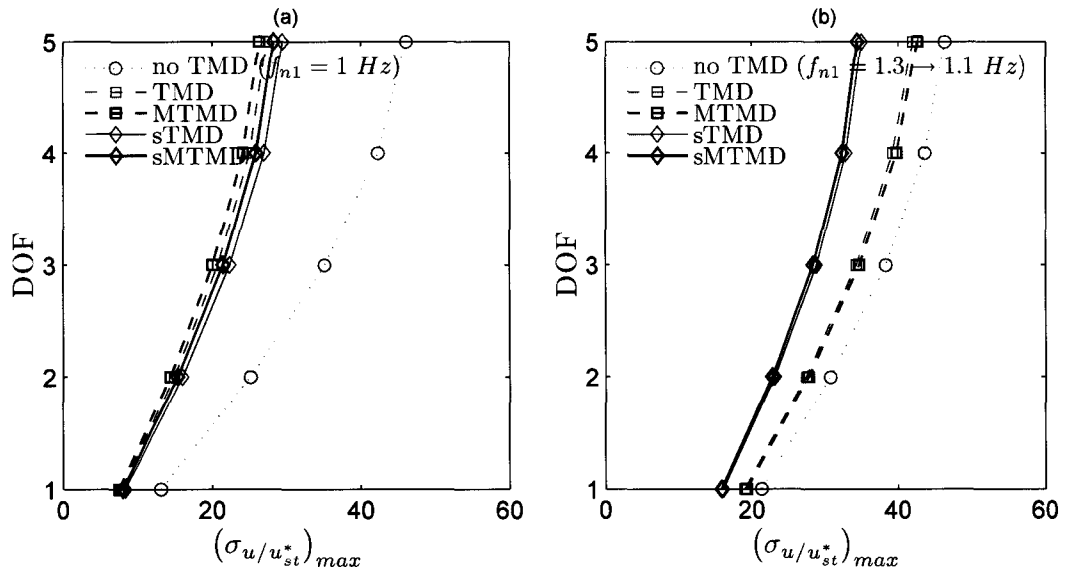 (a)
5
no TMD (f_{n1} = 1 Hz)
TMD
MTMD
4
sTMD
sMTMD
DOF
3
2
1
0
20
40
60
(σ_{u/u*_{st}})_{max}
(b)
5
no TMD (f_{n1} = 1.3 → 1.1 Hz)
TMD
MTMD
4
sTMD
sMTMD
DOF
3
2
1
0
20
40
60
(σ_{u/u*_{st}})_{max}